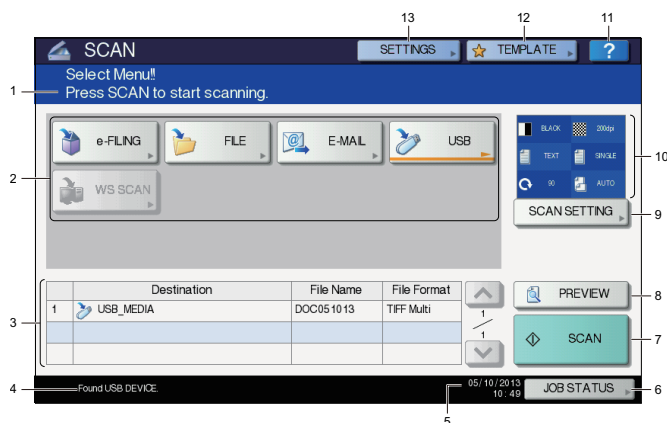 13
12
11
SCAN
SETTINGS
TEMPLATE
?
Select Menu!!
Press SCAN to start scanning.
1
e-FILING
FILE
E-MAIL
USB
WS SCAN
2
BLACK
200dpi
TEXT
SINGLE
90
AUTO
10
SCAN SETTING
9
Destination
File Name
File Format
1
USB_MEDIA
DOC051013
TIFF Multi
3
1
1
PREVIEW
8
SCAN
7
4
Found USB DEVICE.
05/10/2013
10:49
JOB STATUS
6
5